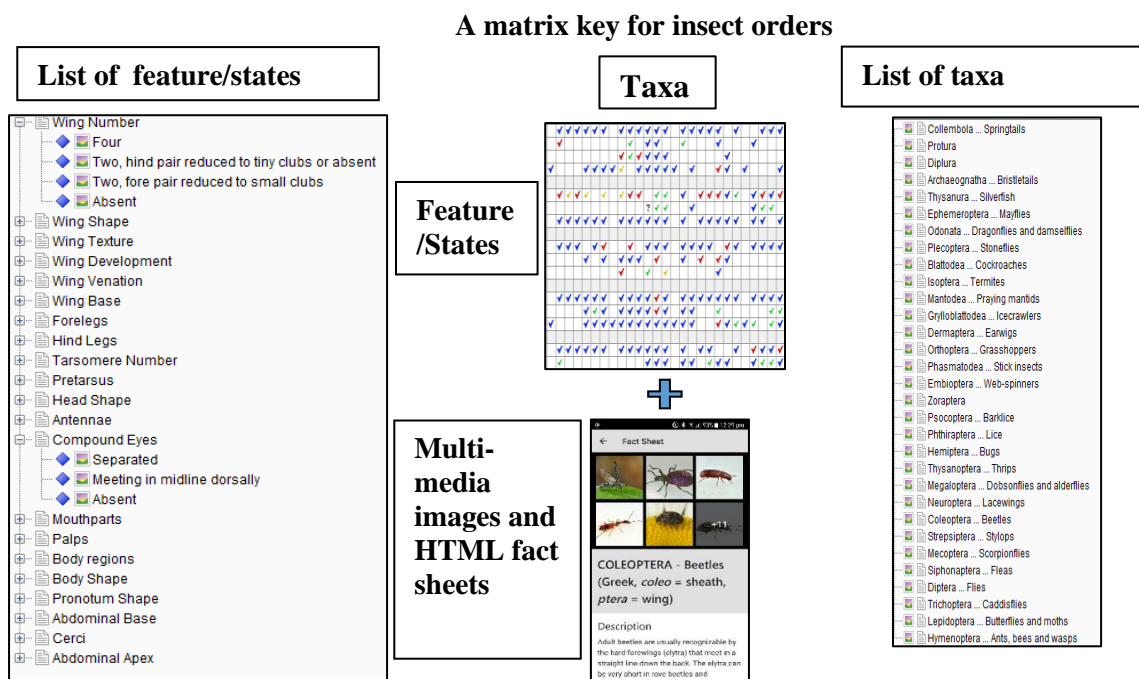 A matrix key for insect orders
List of feature/states
Wing Number
Four
Two, hind pair reduced to tiny clubs or absent
Two, fore pair reduced to small clubs
Absent
Wing Shape
Wing Texture
Wing Development
Wing Venation
Wing Base
Forelegs
Hind Legs
Tarsomere Number
Pretarsus
Head Shape
Antennae
Compound Eyes
Separated
Meeting in midline dorsally
Absent
Mouthparts
Palps
Body regions
Body Shape
Pronotum Shape
Abdominal Base
Cerci
Abdominal Apex
Taxa
Feature
/States
?
Multi-
media
images and
HTML fact
sheets
93% 12:29 pm
Fact Sheet
+11
COLEOPTERA - Beetles
(Greek, coleo = sheath,
ptera = wing)
Description
Adult beetles are usually recognizable by
the hard forewings (elytra) that meet in a
straight line down the back. The elytra can
be very short in rove beetles and
List of taxa
Collembola ... Springtails
Protura
Diplura
Archaeognatha ... Bristletails
Thysanura ... Silverfish
Ephemeroptera ... Mayflies
Odonata ... Dragonflies and damselflies
Plecoptera ... Stoneflies
Blattodea ... Cockroaches
Isoptera ... Termites
Mantodea ... Praying mantids
Grylloblattodea ... Icecrawlers
Dermaptera ... Earwigs
Orthoptera ... Grasshoppers
Phasmatodea ... Stick insects
Embioptera ... Web-spinners
Zoraptera
Psocoptera ... Barklice
Phthiraptera ... Lice
Hemiptera ... Bugs
Thysanoptera ... Thrips
Megaloptera ... Dobsonflies and alderflies
Neuroptera ... Lacewings
Coleoptera ... Beetles
Strepsiptera ... Stylops
Mecoptera ... Scorpionflies
Siphonaptera ... Fleas
Diptera ... Flies
Trichoptera ... Caddisflies
Lepidoptera ... Butterflies and moths
Hymenoptera ... Ants, bees and wasps